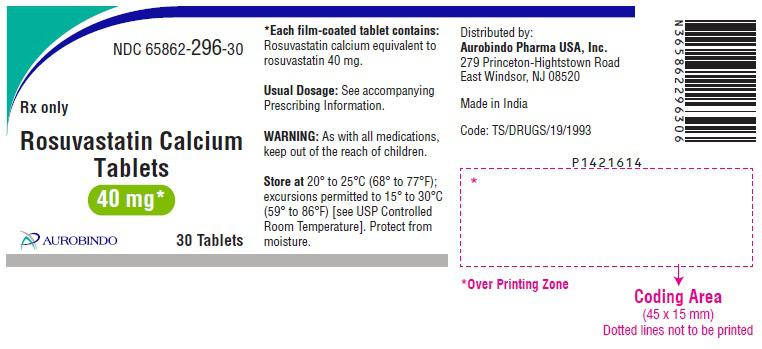 NDC 65862-296-30
Rx only
Rosuvastatin Calcium
Tablets
40 mg*
AUROBINDO
30 Tablets
*Each film-coated tablet contains:
Rosuvastatin calcium equivalent to
rosuvastatin 40 mg.
Usual Dosage: See accompanying
Prescribing Information.
WARNING: As with all medications,
keep out of the reach of children.
Store at 20° to 25°C (68° to 77°F);
excursions permitted to 15° to 30°C
(59° to 86°F) [see USP Controlled
Room Temperature]. Protect from
moisture.
Distributed by:
Aurobindo Pharma USA, Inc.
279 Princeton-Hightstown Road
East Windsor, NJ 08520
Made in India
Code: TS/DRUGS/19/1993
N365862296306
P1421614
*
*Over Printing Zone
Coding Area
(45 x 15 mm)
Dotted lines not to be printed